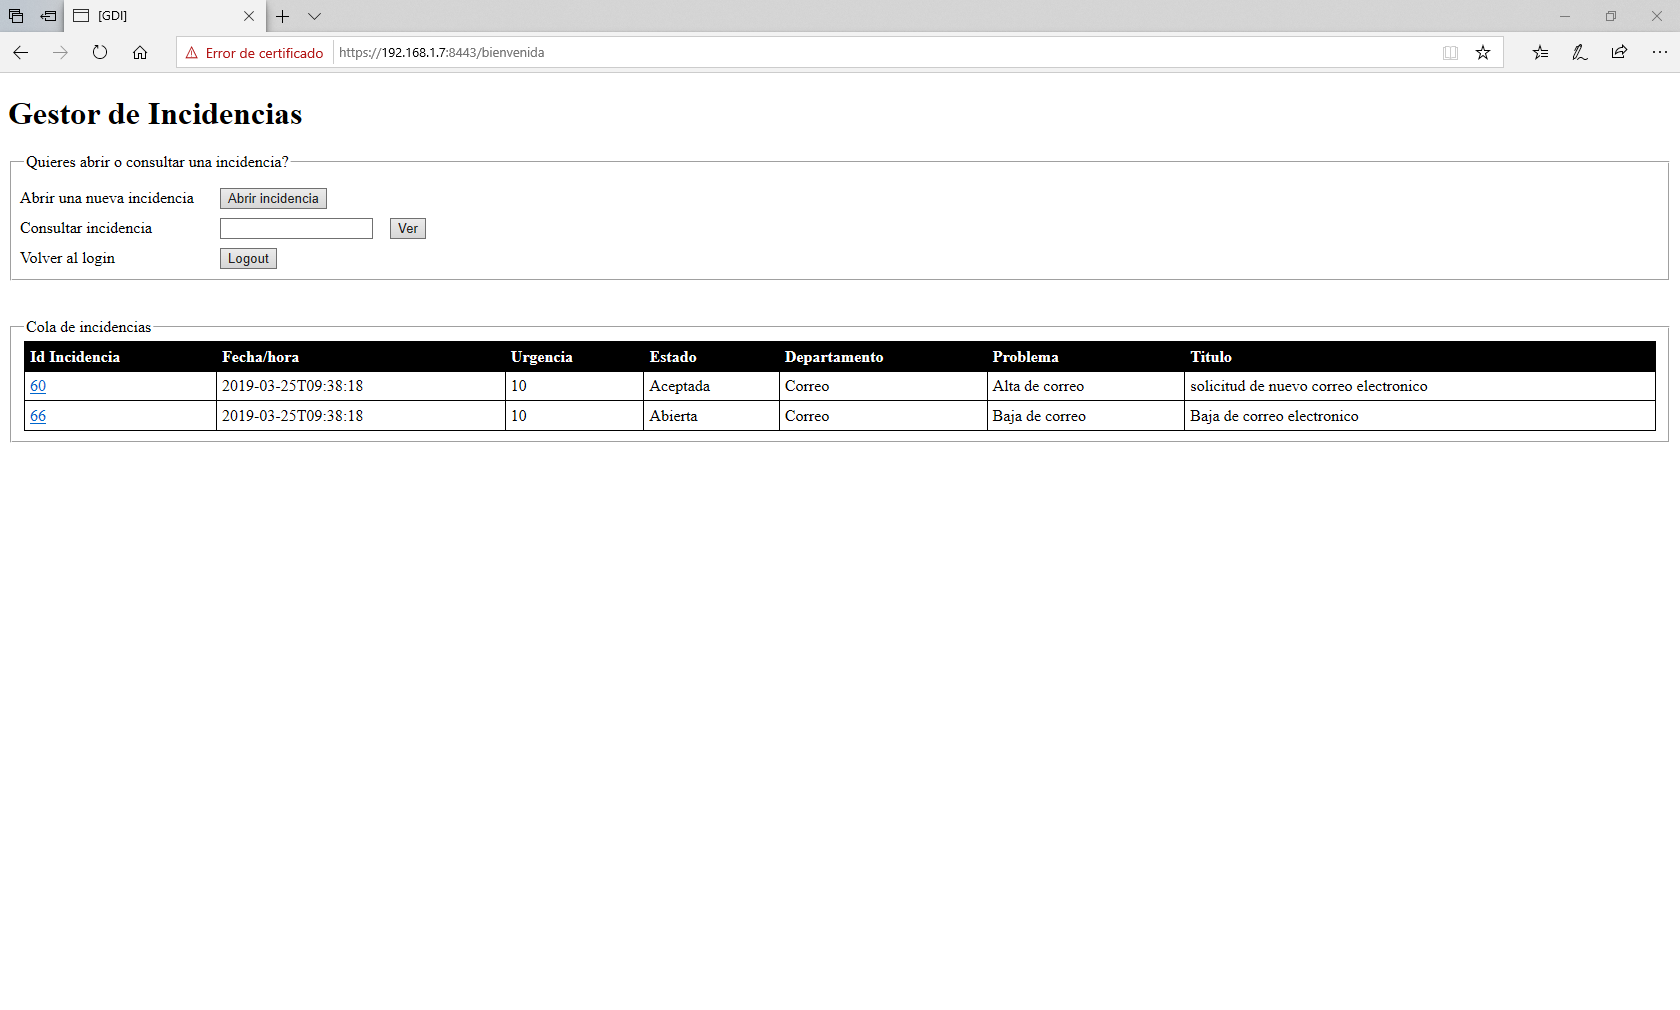 [GDI]
Error de certificado https://192.168.1.7:8443/bienvenida
Gestor de Incidencias
Quieres abrir o consultar una incidencia?
Abrir una nueva incidencia Abrir incidencia
Consultar incidencia Ver
Volver al login Logout
Cola de incidencias
Id Incidencia Fecha/hora Urgencia Estado Departamento Problema Titulo
60 2019-03-25T09:38:18 10 Aceptada Correo Alta de correo solicitud de nuevo correo electronico
66 2019-03-25T09:38:18 10 Abierta Correo Baja de correo Baja de correo electronico